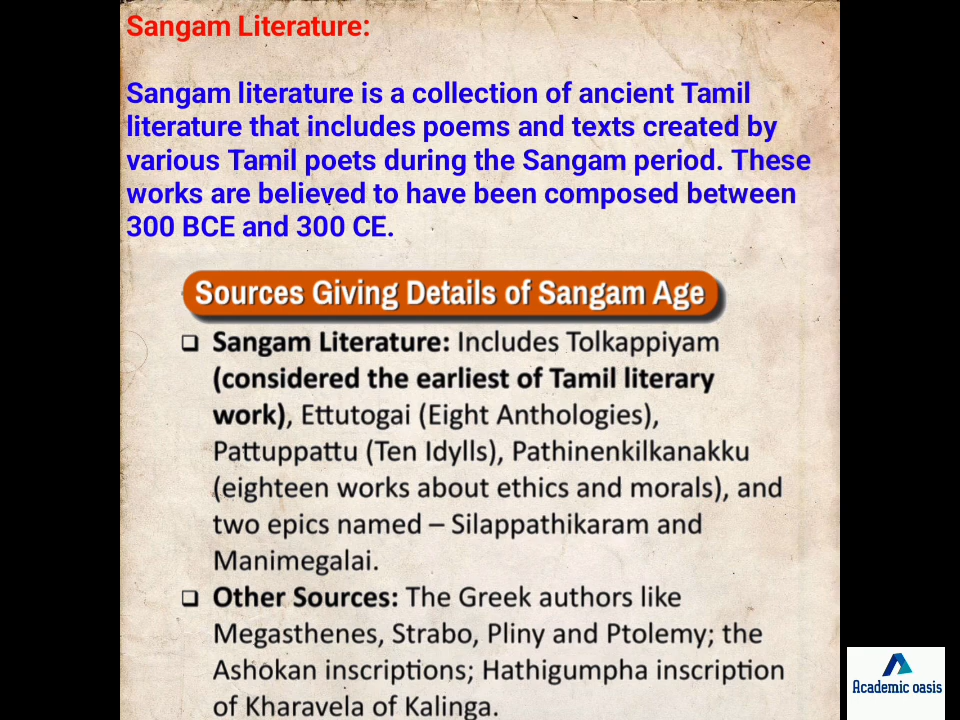 Sangam Literature:
Sangam literature is a collection of ancient Tamil
literature that includes poems and texts created by
various Tamil poets during the Sangam period. These
works are believed to have been composed between
300 BCE and 300 CE.
Sources Giving Details of Sangam Age
❑ Sangam Literature: Includes Tolkappiyam
(considered the earliest of Tamil literary
work), Ettutogai (Eight Anthologies),
Pattuppattu (Ten Idylls), Pathinenkilkanakku
(eighteen works about ethics and morals), and
two epics named – Silappathikaram and
Manimegalai.
❑ Other Sources: The Greek authors like
Megasthenes, Strabo, Pliny and Ptolemy; the
Ashokan inscriptions; Hathigumpha inscription
of Kharavela of Kalinga.
Academic oasis